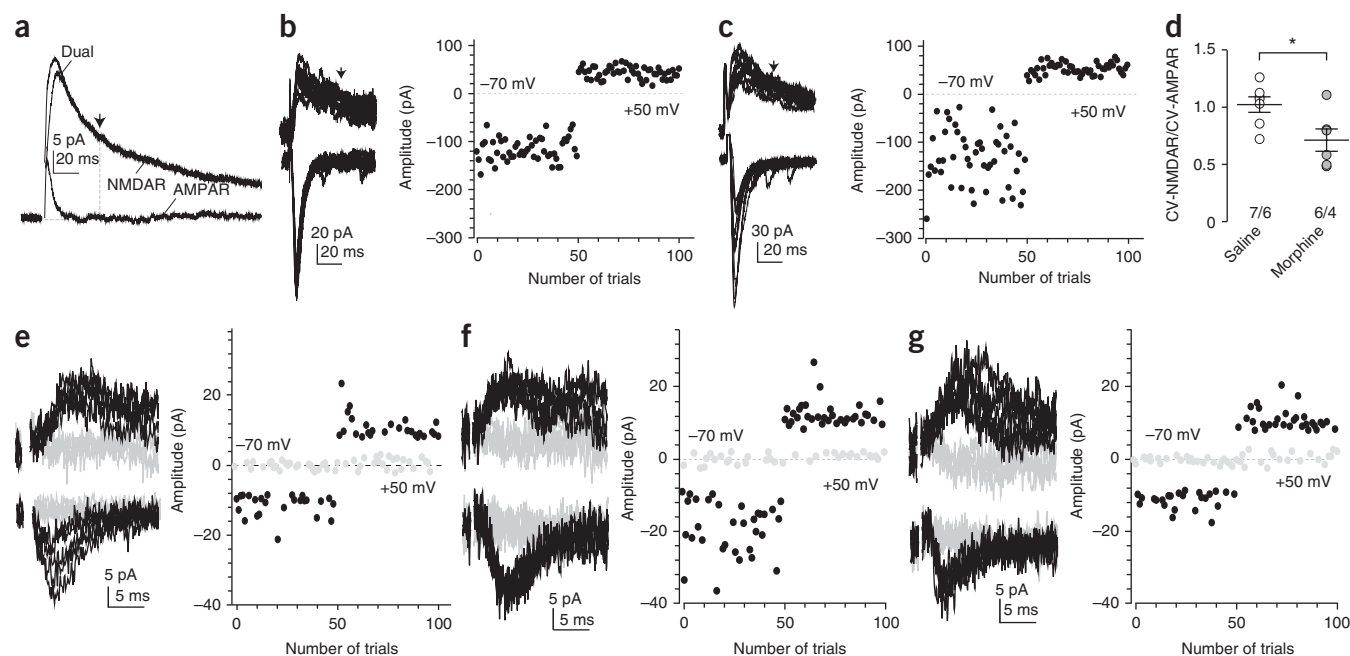 a
Dual
5 pA
20 ms
NMDAR
AMPAR
b
20 pA
20 ms
Amplitude (pA)
100
0
–100
–200
–300
–70 mV
+50 mV
0
50
100
Number of trials
c
30 pA
20 ms
Amplitude (pA)
100
0
–100
–200
–300
–70 mV
+50 mV
0
50
100
Number of trials
d
CV-NMDAR/CV-AMPAR
1.5
1.0
0.5
0
*
7/6
6/4
Saline
Morphine
e
5 pA
5 ms
Amplitude (pA)
20
0
–20
–40
–70 mV
+50 mV
0
50
100
Number of trials
f
5 pA
5 ms
Amplitude (pA)
20
0
–20
–40
–70 mV
+50 mV
0
50
100
Number of trials
g
5 pA
5 ms
Amplitude (pA)
20
0
–20
–40
–70 mV
+50 mV
0
50
100
Number of trials